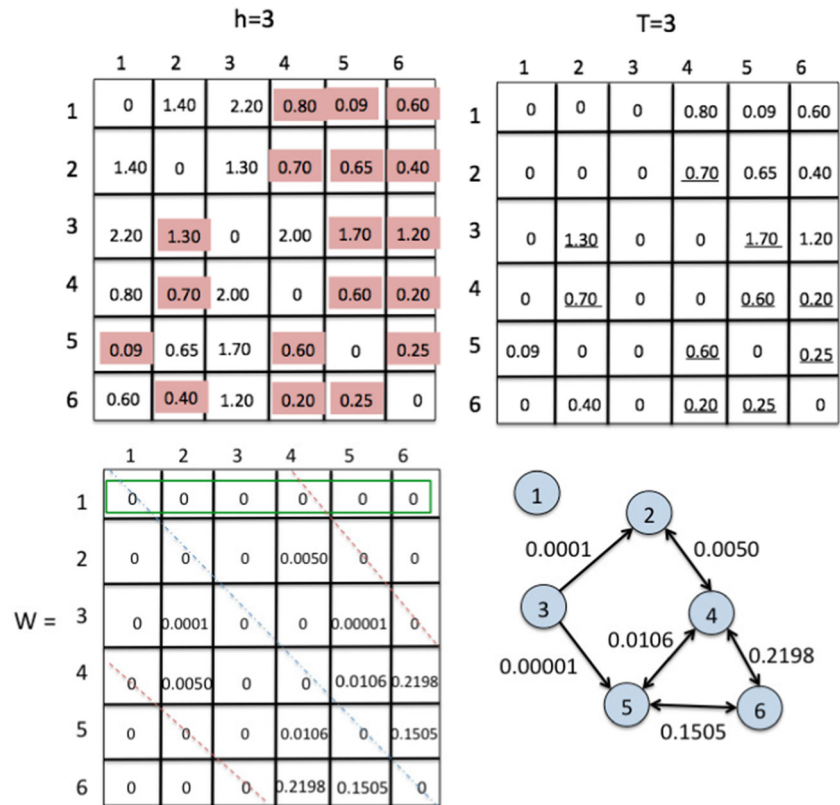 h=3
T=3
1 2 3 4 5 6
1 0 1.40 2.20 0.80 0.09 0.60
2 1.40 0 1.30 0.70 0.65 0.40
3 2.20 1.30 0 2.00 1.70 1.20
4 0.80 0.70 2.00 0 0.60 0.20
5 0.09 0.65 1.70 0.60 0 0.25
6 0.60 0.40 1.20 0.20 0.25 0
1 2 3 4 5 6
1 0 0 0 0.80 0.09 0.60
2 0 0 0 0.70 0.65 0.40
3 0 1.30 0 0 1.70 1.20
4 0 0.70 0 0 0.60 0.20
5 0.09 0 0 0.60 0 0.25
6 0 0.40 0 0.20 0.25 0
1 2 3 4 5 6
1 0 0 0 0 0 0
2 0 0 0 0.0050 0 0
W = 3 0 0.0001 0 0 0.00001 0
4 0 0.0050 0 0 0.0106 0.2198
5 0 0 0 0.0106 0 0.1505
6 0 0 0 0.2198 0.1505 0
1
2
0.0001
0.0050
3
4
0.0106
0.00001
0.2198
5
6
0.1505